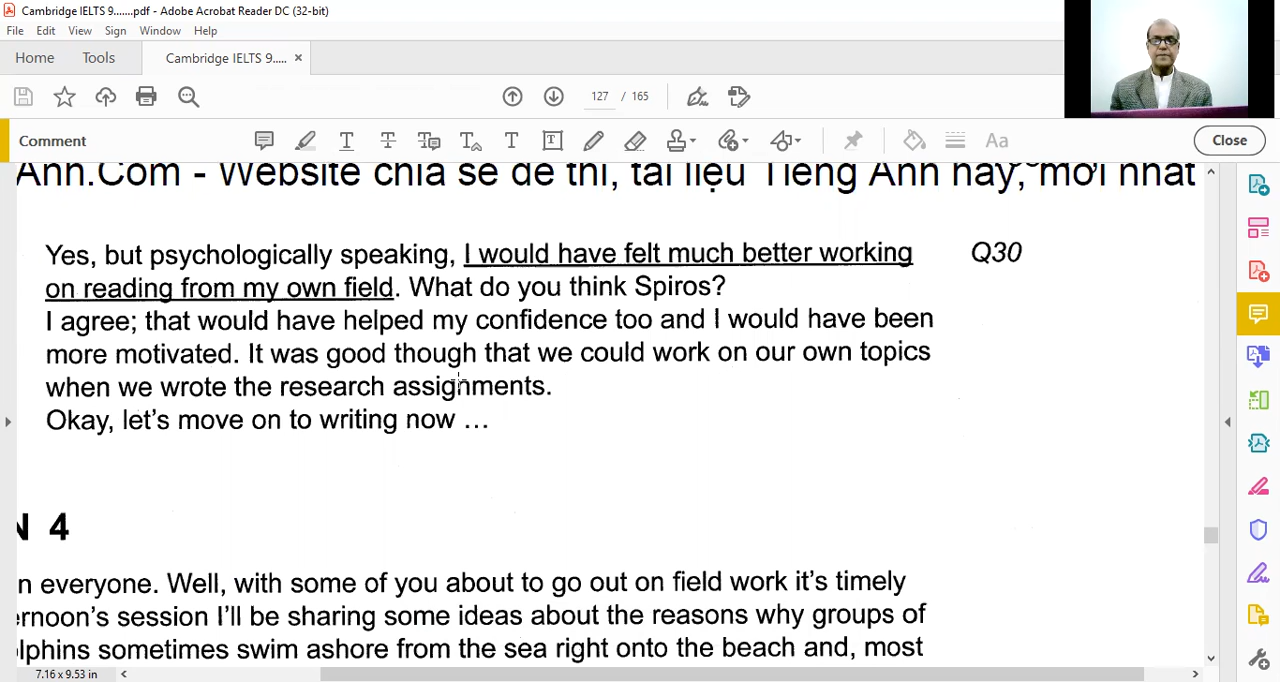 Cambridge IELTS 9.......pdf - Adobe Acrobat Reader DC (32-bit)
File Edit View Sign Window Help
Home Tools Cambridge IELTS 9..... ×
127 / 165
Comment
Close
Anh.Com - Website chia sẻ đề thi, tài liệu Tiếng Anh hay, mới nhất
Yes, but psychologically speaking, I would have felt much better working Q30
on reading from my own field. What do you think Spiros?
I agree; that would have helped my confidence too and I would have been
more motivated. It was good though that we could work on our own topics
when we wrote the research assignments.
Okay, let's move on to writing now …
N 4
n everyone. Well, with some of you about to go out on field work it's timely
ernoon's session I'll be sharing some ideas about the reasons why groups of
lphins sometimes swim ashore from the sea right onto the beach and, most
7.16 x 9.53 in